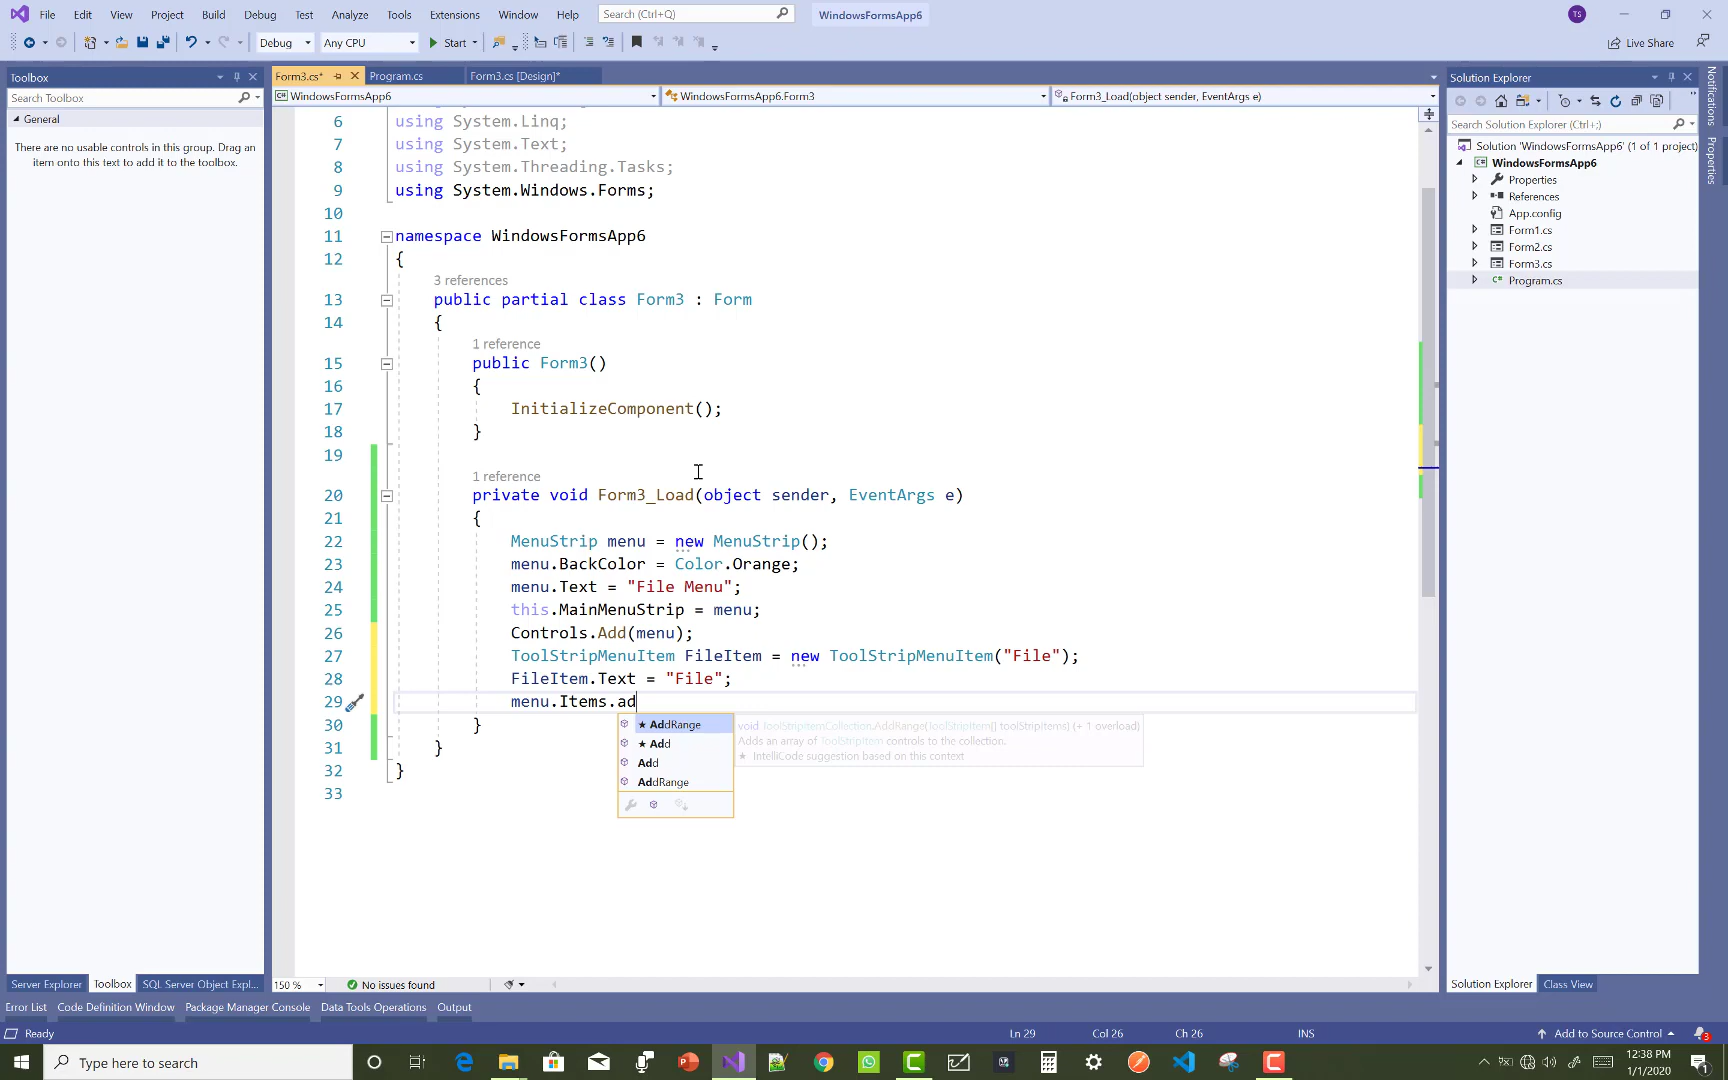 File Edit View Project Build Debug Test Analyze Tools Extensions Window Help Search (Ctrl+Q) WindowsFormsApp6 TS
Debug Any CPU Start Live Share
Toolbox
Search Toolbox
General
There are no usable controls in this group. Drag an
item onto this text to add it to the toolbox.
Form3.cs* Program.cs Form3.cs [Design]*
WindowsFormsApp6 WindowsFormsApp6.Form3 Form3_Load(object sender, EventArgs e)
6 using System.Linq;
7 using System.Text;
8 using System.Threading.Tasks;
9 using System.Windows.Forms;
10
11 namespace WindowsFormsApp6
12 {
3 references
13 public partial class Form3 : Form
14 {
1 reference
15 public Form3()
16 {
17 InitializeComponent();
18 }
19
1 reference
20 private void Form3_Load(object sender, EventArgs e)
21 {
22 MenuStrip menu = new MenuStrip();
23 menu.BackColor = Color.Orange;
24 menu.Text = "File Menu";
25 this.MainMenuStrip = menu;
26 Controls.Add(menu);
27 ToolStripMenuItem FileItem = new ToolStripMenuItem("File");
28 FileItem.Text = "File";
29 menu.Items.ad
30 }
31 }
32 }
33
★ AddRange
★ Add
Add
AddRange
void ToolStripItemCollection.AddRange(ToolStripItem[] toolStripItems) (+ 1 overload)
Adds an array of ToolStripItem controls to the collection.
★ IntelliCode suggestion based on this context
Solution Explorer
Search Solution Explorer (Ctrl+;)
Solution 'WindowsFormsApp6' (1 of 1 project)
WindowsFormsApp6
Properties
References
App.config
Form1.cs
Form2.cs
Form3.cs
Program.cs
Notifications
Properties
Server Explorer Toolbox SQL Server Object Expl...
150 % No issues found
Solution Explorer Class View
Error List Code Definition Window Package Manager Console Data Tools Operations Output
Ready Ln 29 Col 26 Ch 26 INS Add to Source Control 3
Type here to search
12:38 PM
1/1/2020
1